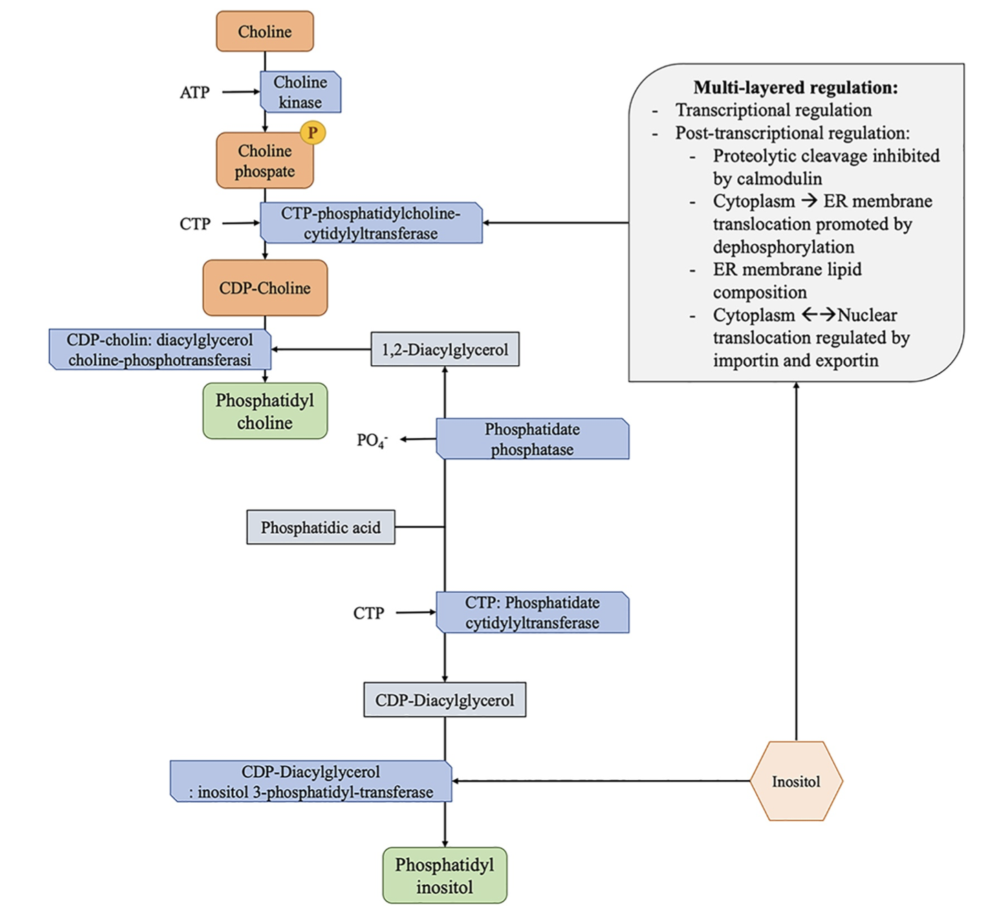 Choline
ATP
Choline
kinase
P
Choline
phospate
CTP
CTP-phosphatidylcholine-
cytidylyltransferase
CDP-Choline
CDP-cholin: diacylglycerol
choline-phosphotransferasi
1,2-Diacylglycerol
Phosphatidyl
choline
PO4-
Phosphatidate
phosphatase
Phosphatidic acid
CTP
CTP: Phosphatidate
cytidylyltransferase
CDP-Diacylglycerol
CDP-Diacylglycerol
: inositol 3-phosphatidyl-transferase
Phosphatidyl
inositol
Multi-layered regulation:
- Transcriptional regulation
- Post-transcriptional regulation:
- Proteolytic cleavage inhibited
by calmodulin
- Cytoplasm → ER membrane
translocation promoted by
dephosphorylation
- ER membrane lipid
composition
- Cytoplasm ←→Nuclear
translocation regulated by
importin and exportin
Inositol